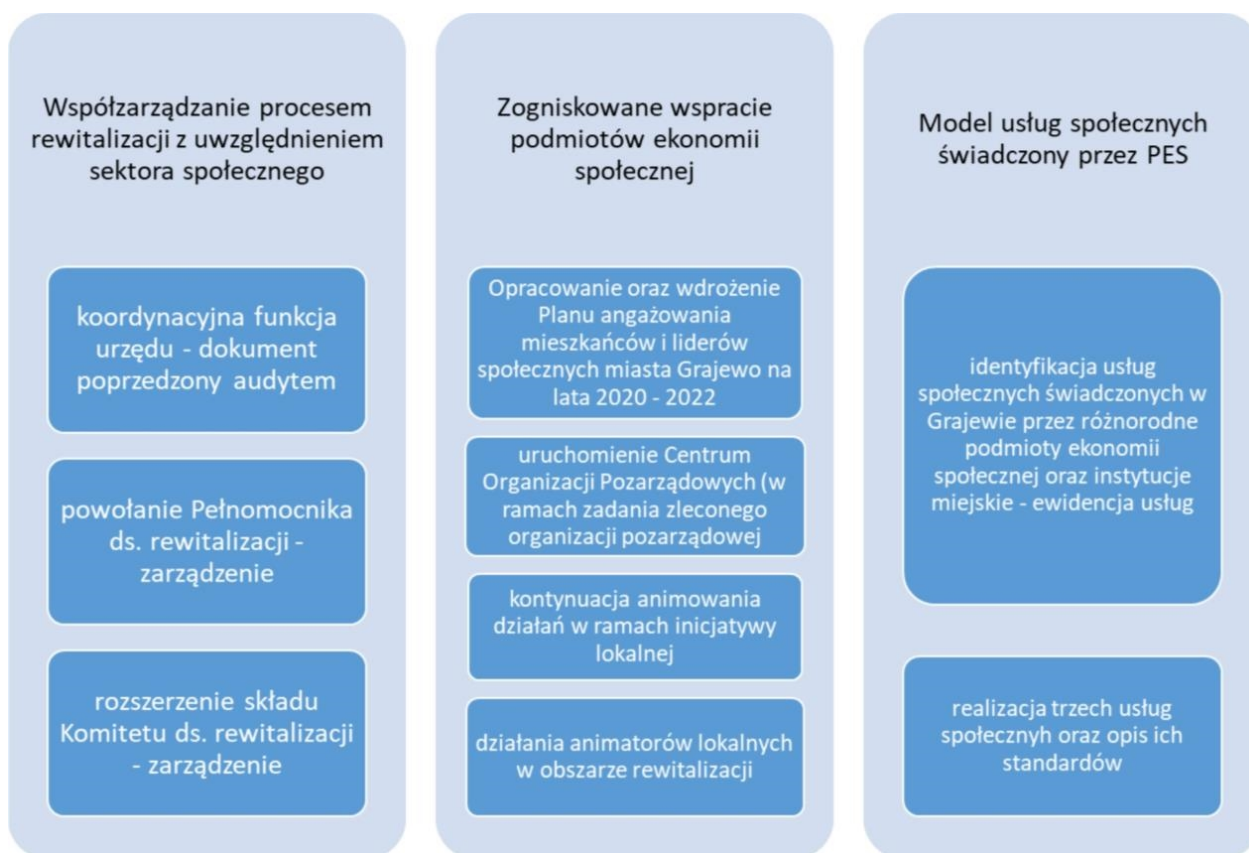 Współzarządzanie procesem
rewitalizacji z uwzględnieniem
sektora społecznego
koordynacyjna funkcja
urzędu - dokument
poprzedzony audytem
powołanie Pełnomocnika
ds. rewitalizacji -
zarządzenie
rozszerzenie składu
Komitetu ds. rewitalizacji
- zarządzenie
Zogniskowane wspracie
podmiotów ekonomii
społecznej
Opracowanie oraz wdrożenie
Planu angażowania
mieszkańców i liderów
społecznych miasta Grajewo na
lata 2020 - 2022
uruchomienie Centrum
Organizacji Pozarządowych (w
ramach zadania zleconego
organizacji pozarządowej
kontynuacja animowania
działań w ramach inicjatywy
lokalnej
działania animatorów lokalnych
w obszarze rewitalizacji
Model usług społecznych
świadczony przez PES
identyfikacja usług
społecznych świadczonych w
Grajewie przez różnorodne
podmioty ekonomii
społecznej oraz instytucje
miejskie - ewidencja usług
realizacja trzech usług
społecznyh oraz opis ich
standardów